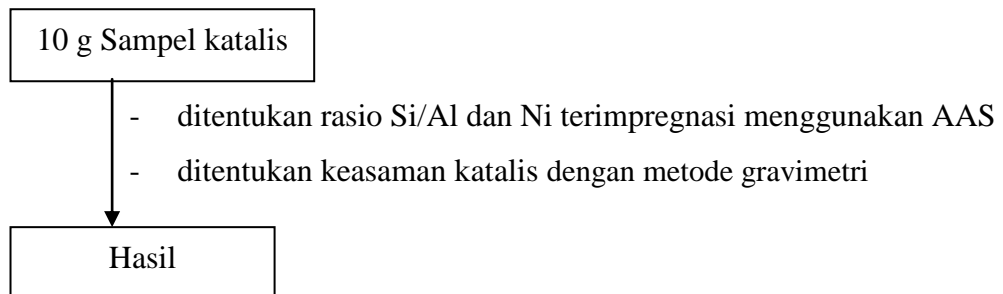 10 g Sampel katalis
- ditentukan rasio Si/Al dan Ni terimpregnasi menggunakan AAS
- ditentukan keasaman katalis dengan metode gravimetri
Hasil